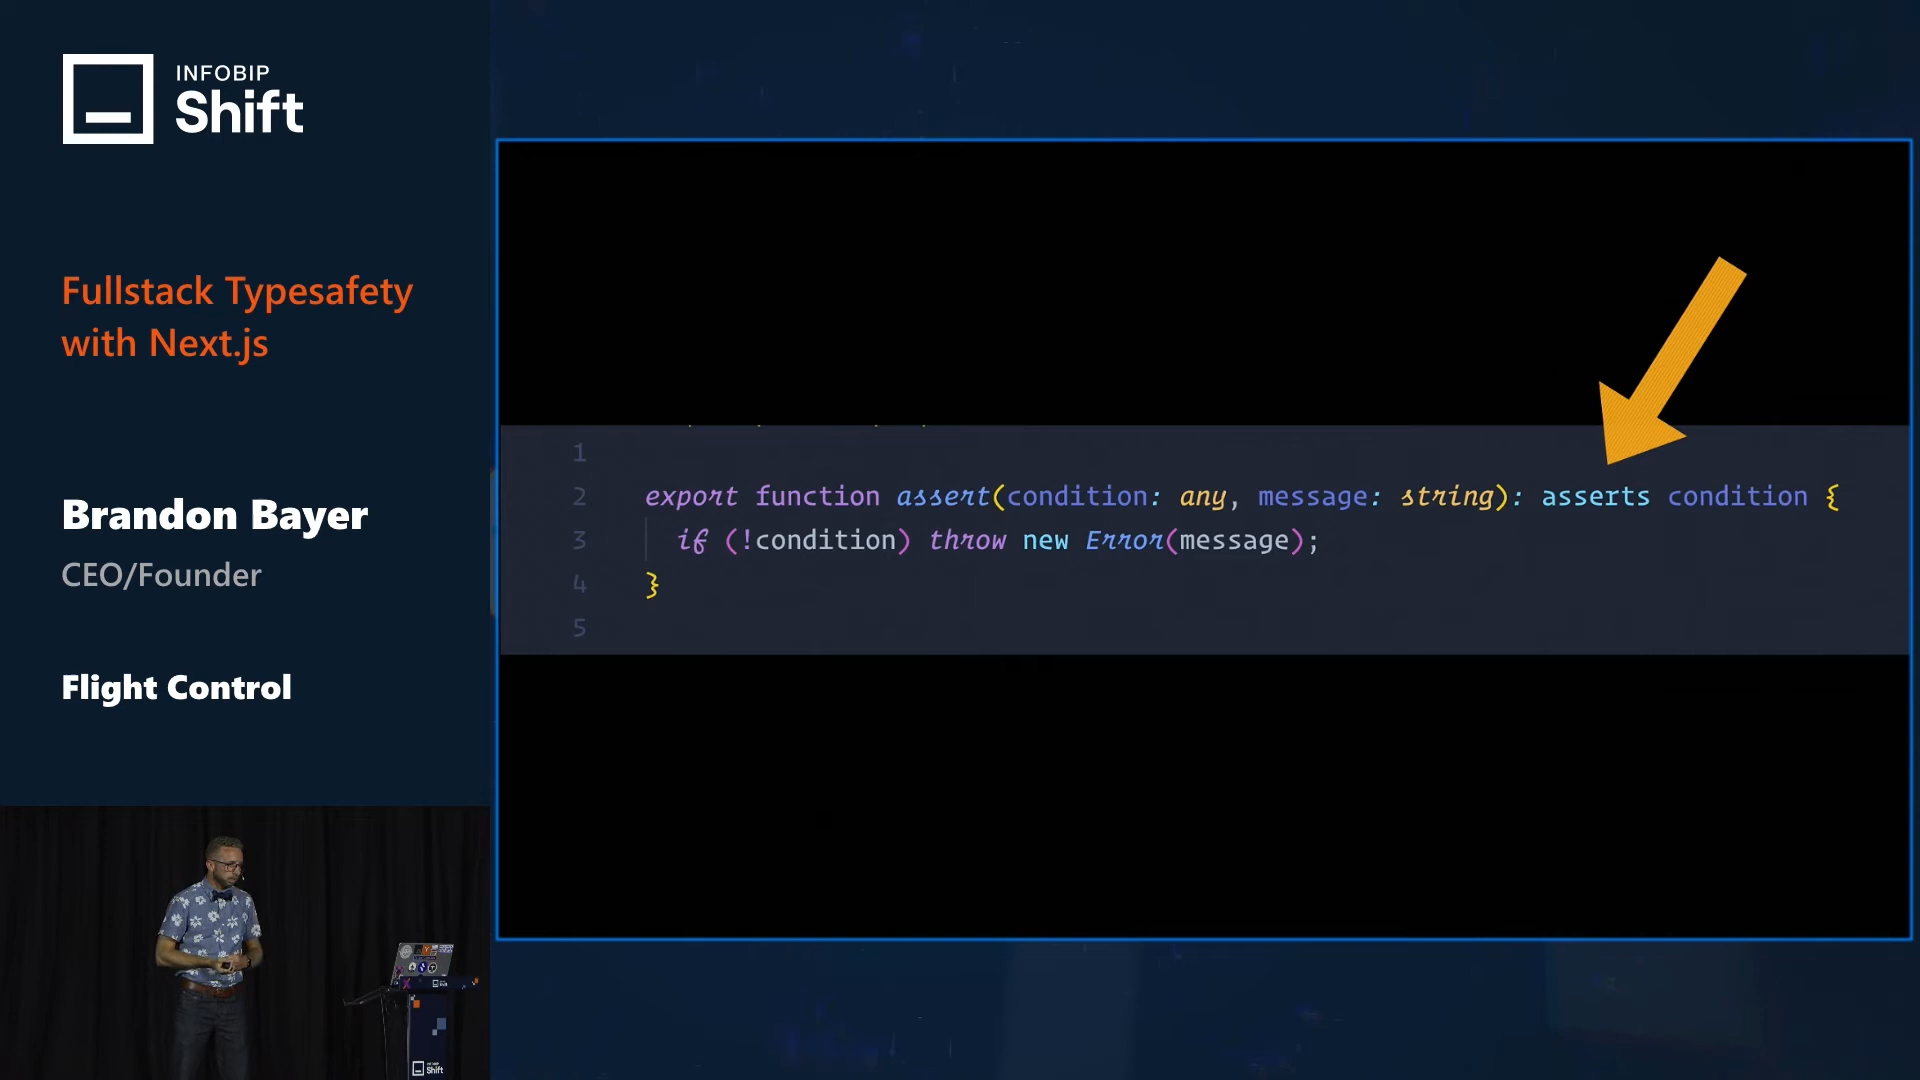 INFOBIP
Shift
Fullstack Typesafety
with Next.js
Brandon Bayer
CEO/Founder
Flight Control
1
2 export function assert(condition: any, message: string): asserts condition {
3 if (!condition) throw new Error(message);
4 }
5
Shift